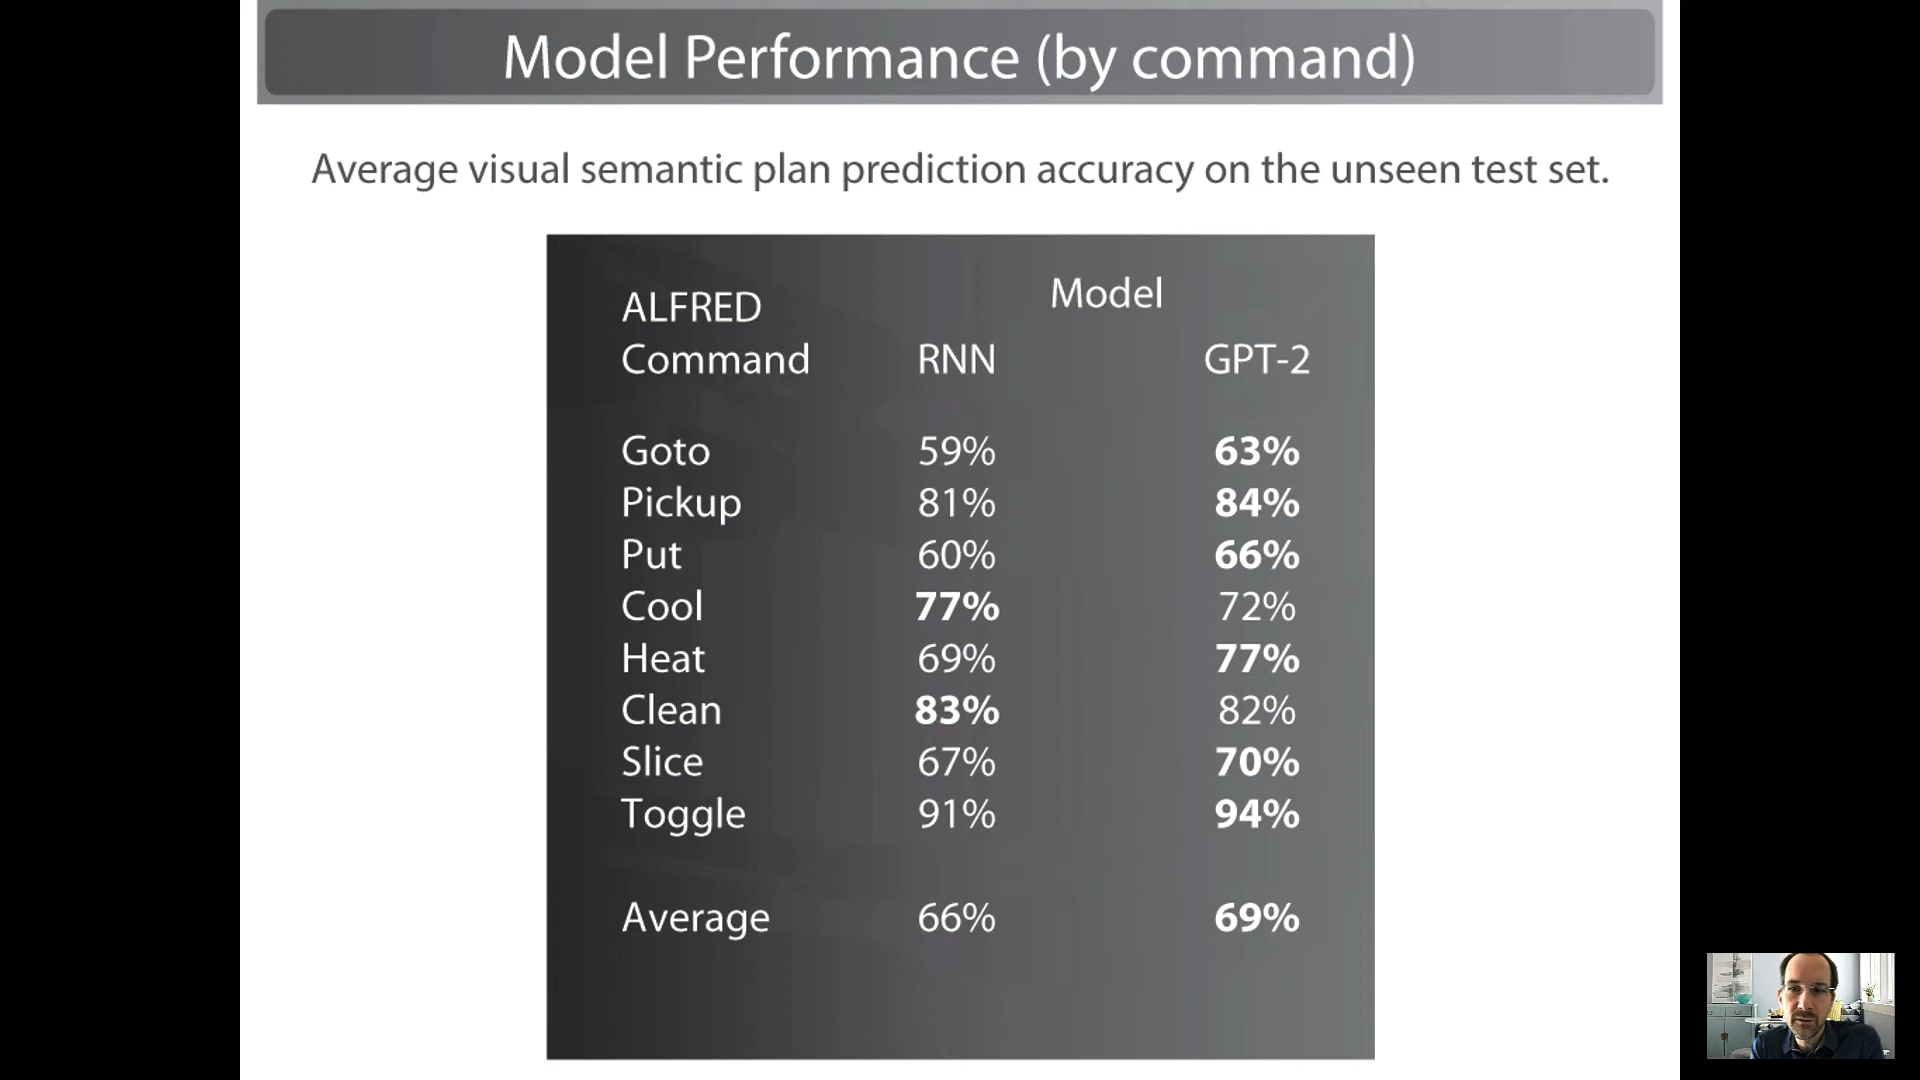 Model Performance (by command)
Average visual semantic plan prediction accuracy on the unseen test set.
Model
ALFRED
Command RNN GPT-2
Goto 59% 63%
Pickup 81% 84%
Put 60% 66%
Cool 77% 72%
Heat 69% 77%
Clean 83% 82%
Slice 67% 70%
Toggle 91% 94%
Average 66% 69%